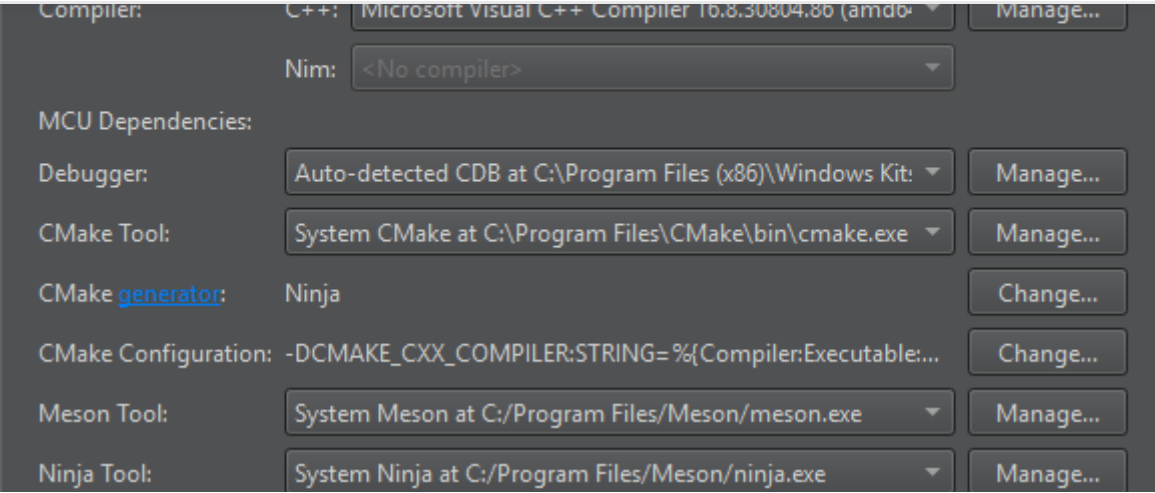 Compiler: C++: Microsoft Visual C++ Compiler 16.8.30804.86 (amd64 Manage...
Nim: <No compiler>
MCU Dependencies:
Debugger: Auto-detected CDB at C:\Program Files (x86)\Windows Kits Manage...
CMake Tool: System CMake at C:\Program Files\CMake\bin\cmake.exe Manage...
CMake generator: Ninja Change...
CMake Configuration: -DCMAKE_CXX_COMPILER:STRING=%{Compiler:Executable:... Change...
Meson Tool: System Meson at C:/Program Files/Meson/meson.exe Manage...
Ninja Tool: System Ninja at C:/Program Files/Meson/ninja.exe Manage...